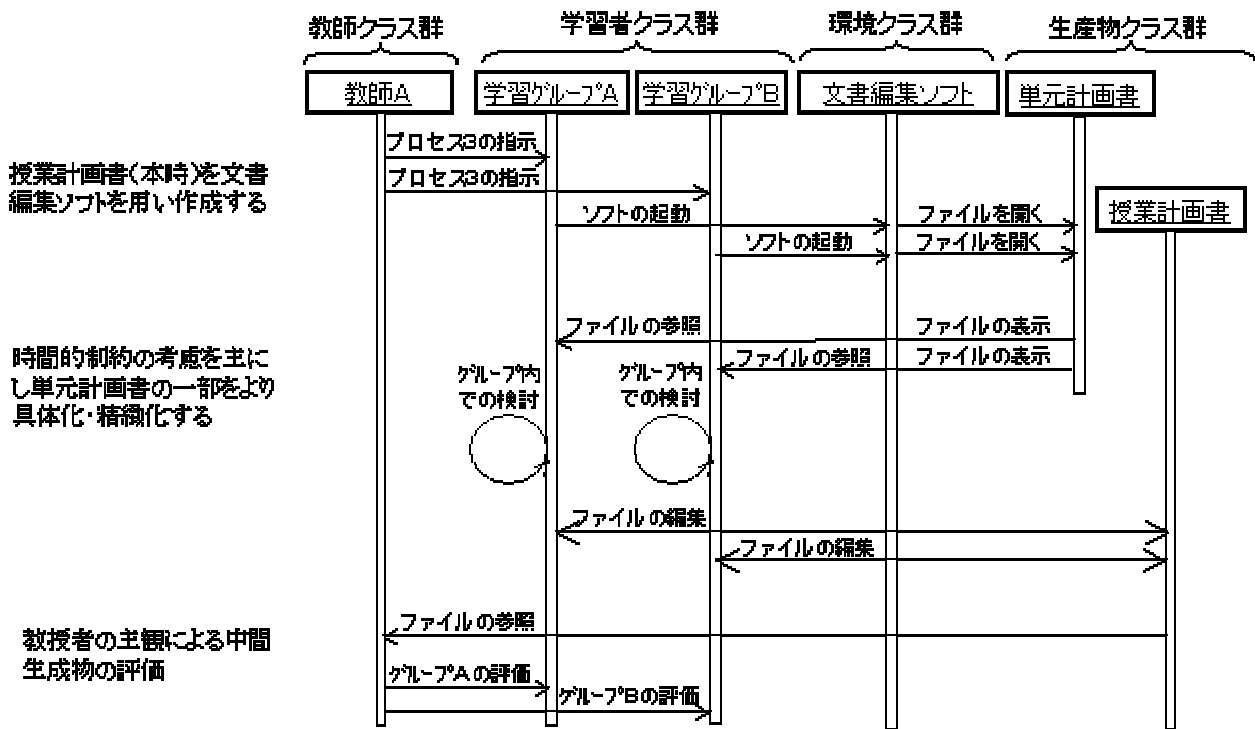 教師クラス群
学習者クラス群
環境クラス群
生産物クラス群
教師A
学習グループA
学習グループB
文書編集ソフト
単元計画書
授業計画書(本時)を文書
編集ソフトを用い作成する
プロセス3の指示
プロセス3の指示
授業計画書
ソフトの起動
ファイルを開く
ソフトの起動
ファイルを開く
時間的制約の考慮を主に
し単元計画書の一部をより
具体化・精緻化する
ファイルの参照
ファイルの表示
ファイルの参照
ファイルの表示
グループ内
での検討
グループ内
での検討
ファイルの編集
ファイルの編集
教授者の主観による中間
生成物の評価
ファイルの参照
グループAの評価
グループBの評価